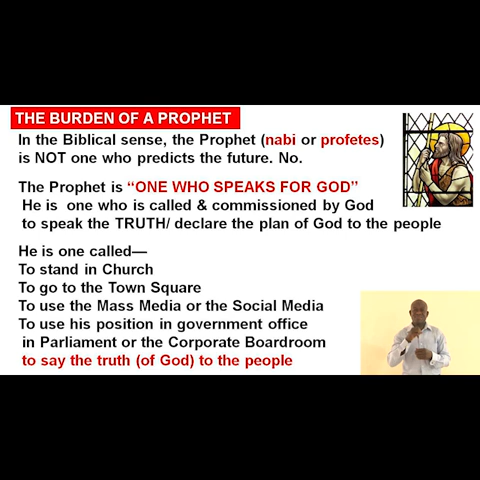 THE BURDEN OF A PROPHET
In the Biblical sense, the Prophet (nabi or profetes)
is NOT one who predicts the future. No.
The Prophet is “ONE WHO SPEAKS FOR GOD”
He is one who is called & commissioned by God
to speak the TRUTH/ declare the plan of God to the people
He is one called—
To stand in Church
To go to the Town Square
To use the Mass Media or the Social Media
To use his position in government office
in Parliament or the Corporate Boardroom
to say the truth (of God) to the people